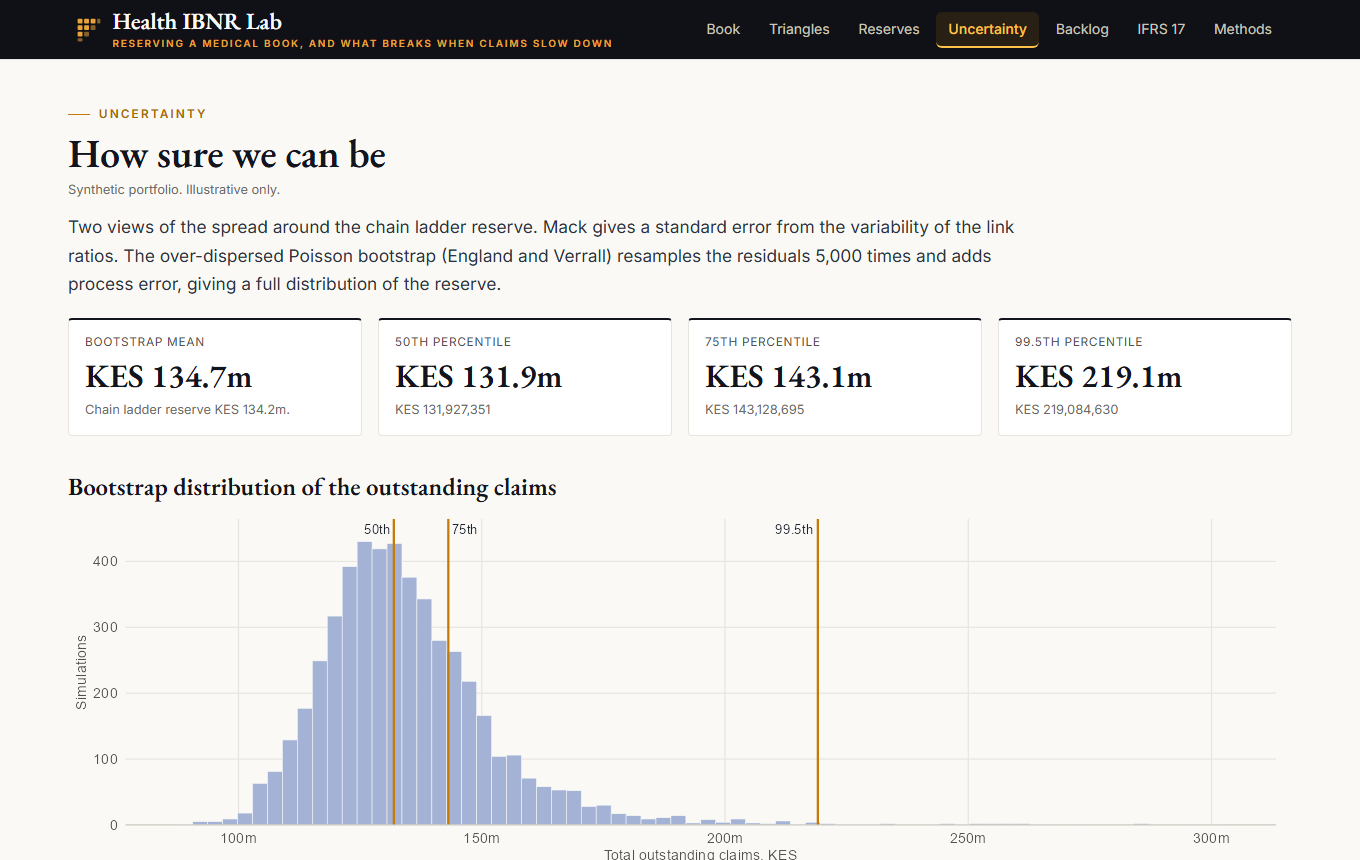 Health IBNR Lab
RESERVING A MEDICAL BOOK, AND WHAT BREAKS WHEN CLAIMS SLOW DOWN
Book Triangles Reserves Uncertainty Backlog IFRS 17 Methods
UNCERTAINTY
How sure we can be
Synthetic portfolio. Illustrative only.
Two views of the spread around the chain ladder reserve. Mack gives a standard error from the variability of the link
ratios. The over-dispersed Poisson bootstrap (England and Verrall) resamples the residuals 5,000 times and adds
process error, giving a full distribution of the reserve.
BOOTSTRAP MEAN
KES 134.7m
Chain ladder reserve KES 134.2m.
50TH PERCENTILE
KES 131.9m
KES 131,927,351
75TH PERCENTILE
KES 143.1m
KES 143,128,695
99.5TH PERCENTILE
KES 219.1m
KES 219,084,630
Bootstrap distribution of the outstanding claims
50th 75th 99.5th
400
300
200
100
0
Simulations
100m 150m 200m 250m 300m
Total outstanding claims, KES